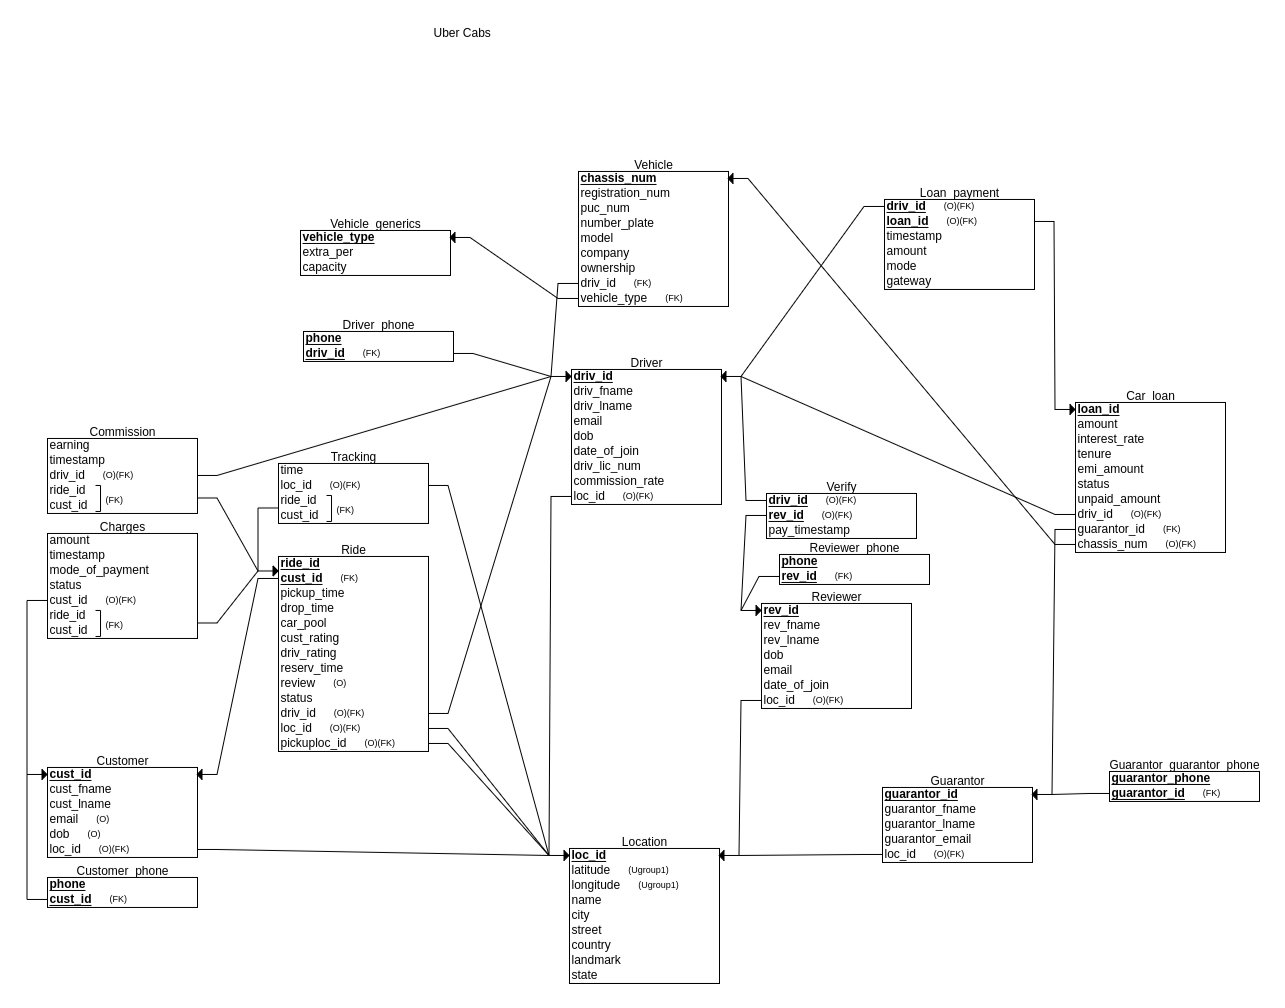 Uber Cabs
Vehicle
chassis_num
registration_num
puc_num
number_plate
model
company
ownership
driv_id (FK)
vehicle_type (FK)
Loan_payment
driv_id (O)(FK)
loan_id (O)(FK)
timestamp
amount
mode
gateway
Vehicle_generics
vehicle_type
extra_per
capacity
Driver_phone
phone
driv_id (FK)
Driver
driv_id
driv_fname
driv_lname
email
dob
date_of_join
driv_lic_num
commission_rate
loc_id (O)(FK)
Car_loan
loan_id
amount
interest_rate
tenure
emi_amount
status
unpaid_amount
driv_id (O)(FK)
guarantor_id (FK)
chassis_num (O)(FK)
Commission
earning
timestamp
driv_id (O)(FK)
ride_id
cust_id
(FK)
Tracking
time
loc_id (O)(FK)
ride_id
cust_id
(FK)
Verify
driv_id (O)(FK)
rev_id (O)(FK)
pay_timestamp
Charges
amount
timestamp
mode_of_payment
status
cust_id (O)(FK)
ride_id
cust_id
(FK)
Ride
ride_id
cust_id (FK)
pickup_time
drop_time
car_pool
cust_rating
driv_rating
reserv_time
review (O)
status
driv_id (O)(FK)
loc_id (O)(FK)
pickuploc_id (O)(FK)
Reviewer_phone
phone
rev_id (FK)
Reviewer
rev_id
rev_fname
rev_lname
dob
email
date_of_join
loc_id (O)(FK)
Customer
cust_id
cust_fname
cust_lname
email (O)
dob (O)
loc_id (O)(FK)
Guarantor_guarantor_phone
guarantor_phone
guarantor_id (FK)
Guarantor
guarantor_id
guarantor_fname
guarantor_lname
guarantor_email
loc_id (O)(FK)
Location
loc_id
latitude (Ugroup1)
longitude (Ugroup1)
name
city
street
country
landmark
state
Customer_phone
phone
cust_id (FK)